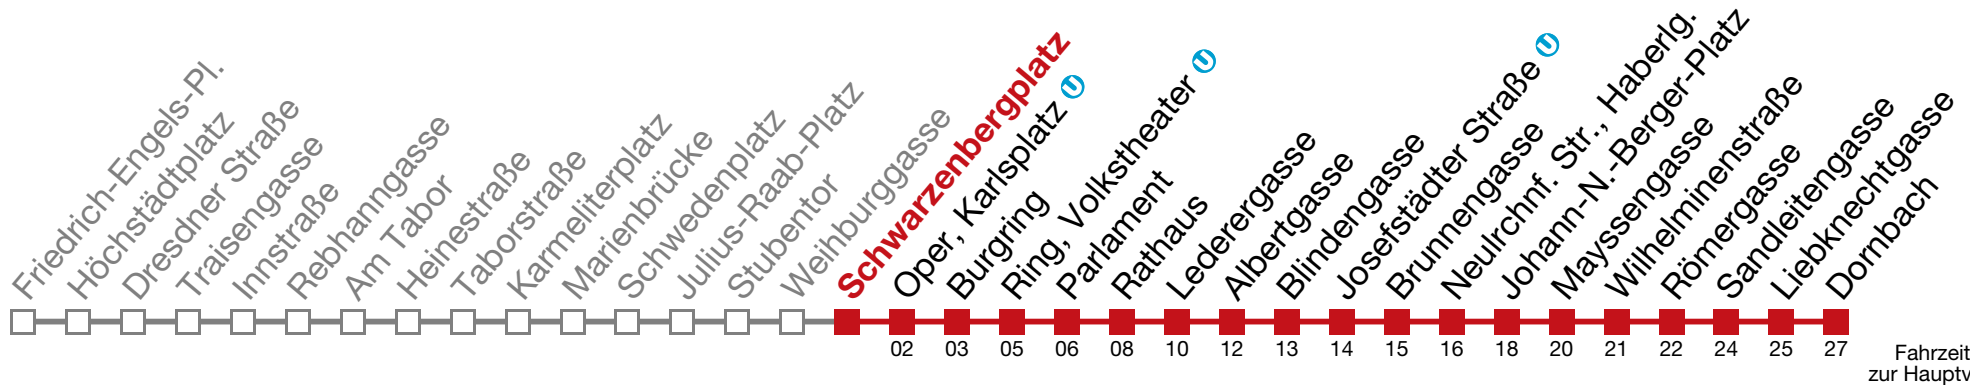 Friedrich-Engels-Pl.
Höchstädtplatz
Dresdner Straße
Traisengasse
Innstraße
Rebhanngasse
Am Tabor
Heinestraße
Taborstraße
Karmeliterplatz
Marienbrücke
Schwedenplatz
Julius-Raab-Platz
Stubentor
Weihburggasse
Schwarzenbergplatz
Oper, Karlsplatz U
Burgring
Ring, Volkstheater U
Parlament
Rathaus
Lederergasse
Albertgasse
Blindengasse
Josefstädter Straße U
Brunnengasse
Neulrchnf. Str., Haberlg.
Johann-N.-Berger-Platz
Mayssengasse
Wilhelminenstraße
Römergasse
Sandleitengasse
Liebknechtgasse
Dornbach
02 03 05 06 08 10 12 13 14 15 16 18 20 21 22 24 25 27
Fahrzeit
zur Hauptv